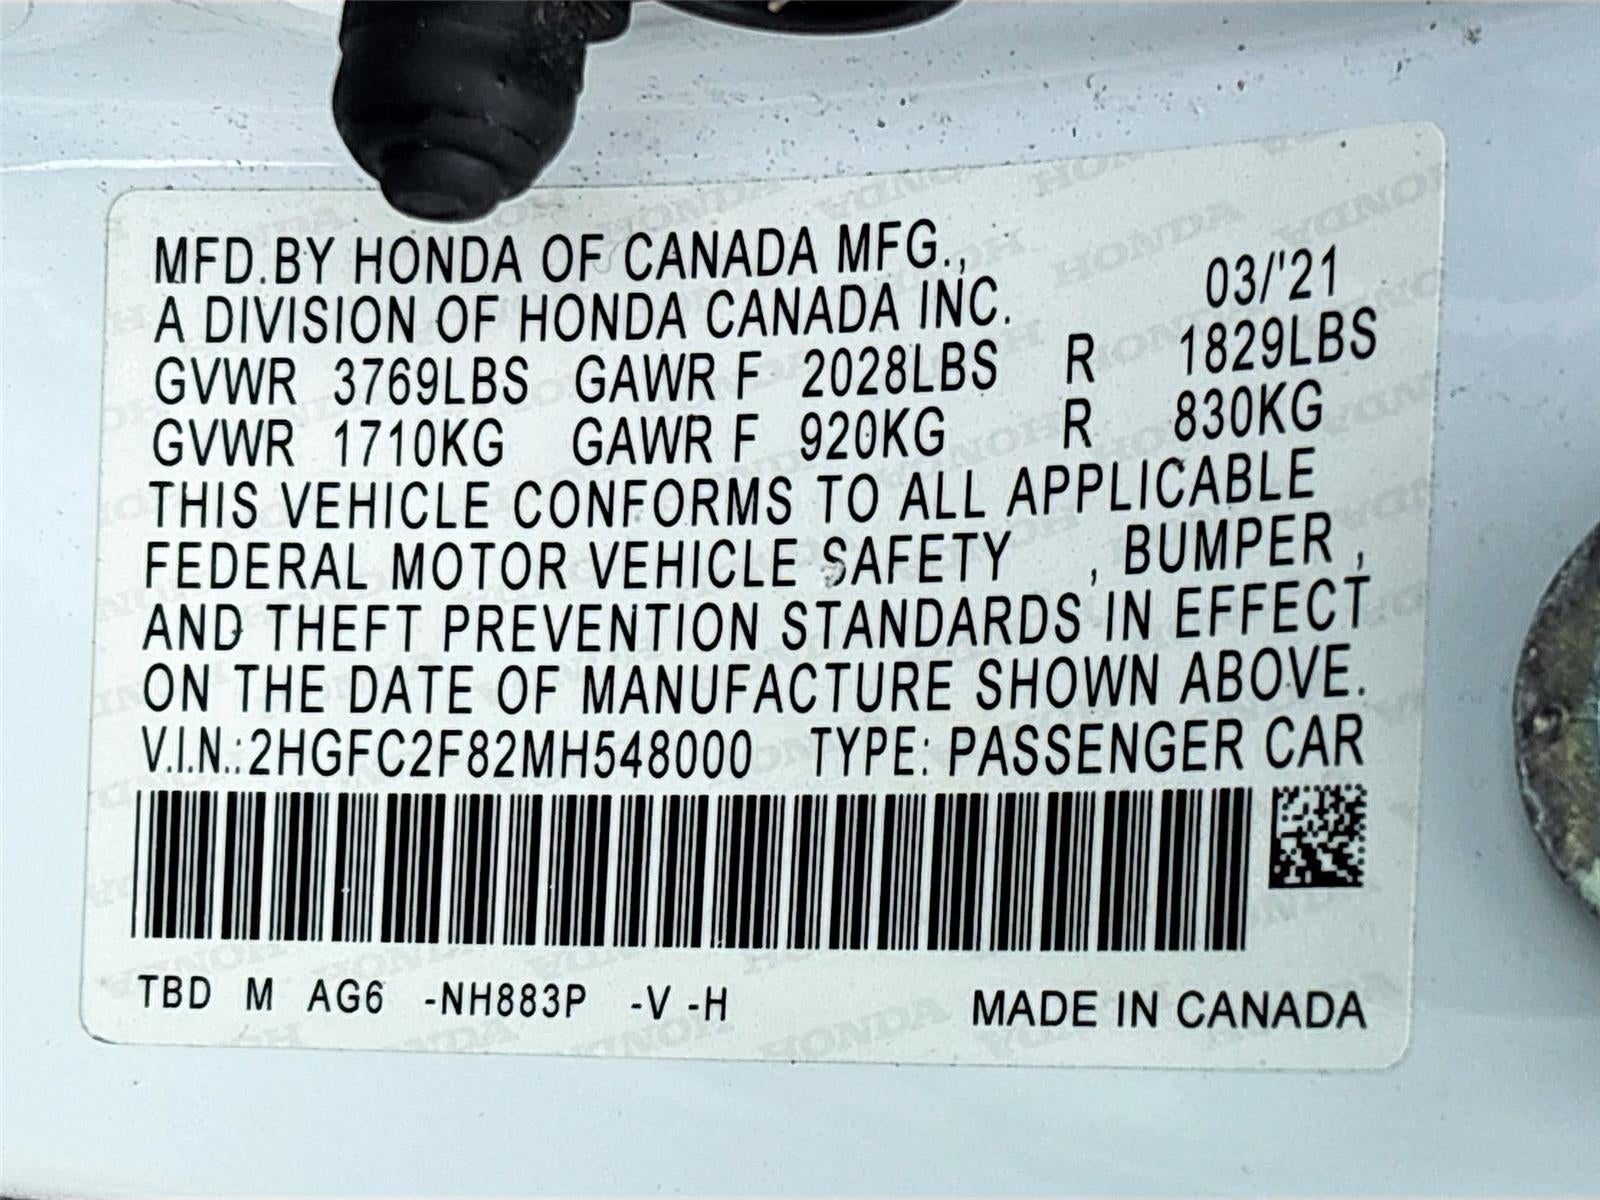 MFD.BY HONDA OF CANADA MFG.,
A DIVISION OF HONDA CANADA INC. 03/'21
GVWR 3769LBS GAWR F 2028LBS R 1829LBS
GVWR 1710KG GAWR F 920KG R 830KG
THIS VEHICLE CONFORMS TO ALL APPLICABLE
FEDERAL MOTOR VEHICLE SAFETY , BUMPER ,
AND THEFT PREVENTION STANDARDS IN EFFECT
ON THE DATE OF MANUFACTURE SHOWN ABOVE.
V.I.N.:2HGFC2F82MH548000 TYPE: PASSENGER CAR
TBD M AG6 -NH883P -V -H MADE IN CANADA